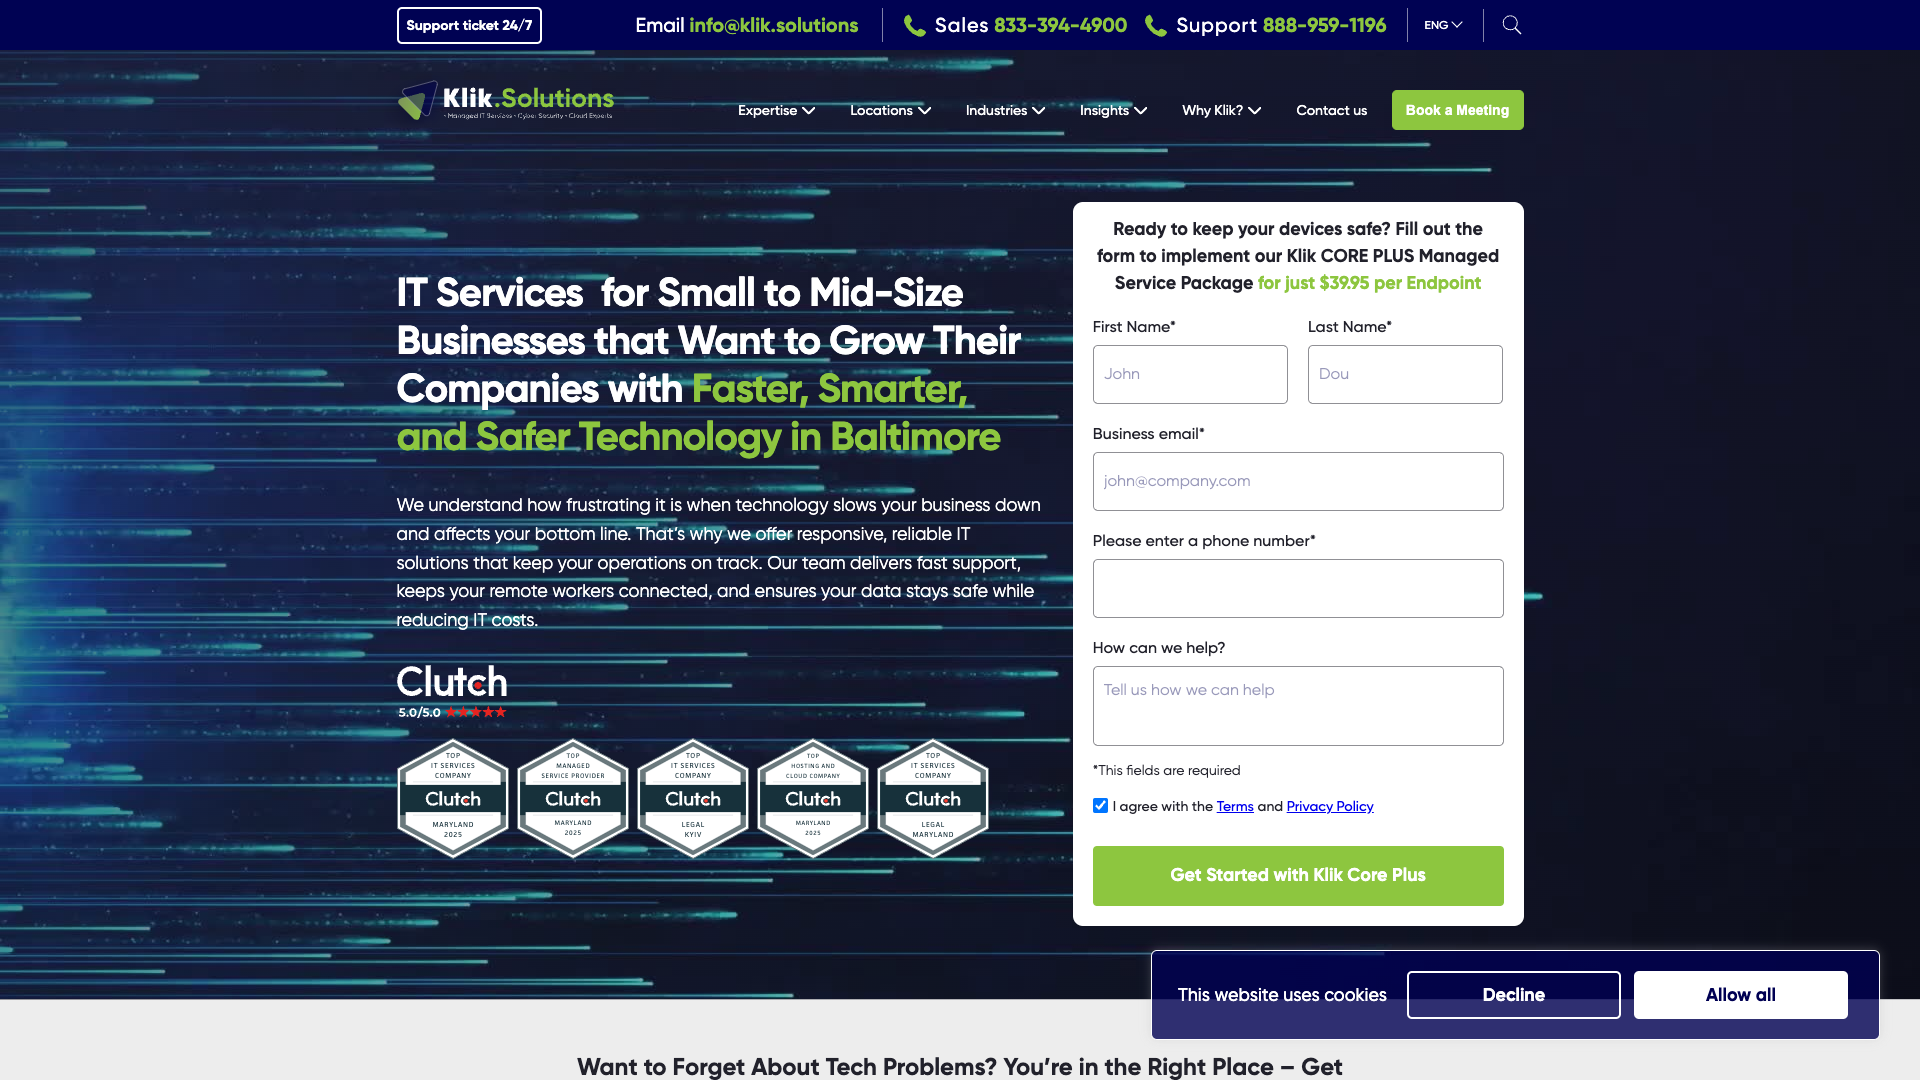 Support ticket 24/7
Email info@klik.solutions
Sales 833-394-4900
Support 888-959-1196
ENG
Klik.Solutions
- Managed IT Services - Cyber Security - Cloud Experts
Expertise
Locations
Industries
Insights
Why Klik?
Contact us
Book a Meeting
IT Services for Small to Mid-Size
Businesses that Want to Grow Their
Companies with Faster, Smarter,
and Safer Technology in Baltimore
We understand how frustrating it is when technology slows your business down
and affects your bottom line. That's why we offer responsive, reliable IT
solutions that keep your operations on track. Our team delivers fast support,
keeps your remote workers connected, and ensures your data stays safe while
reducing IT costs.
Clutch
5.0/5.0 ★★★★★
TOP
IT SERVICES
COMPANY
Clutch
MARYLAND
2025
TOP
MANAGED
SERVICE PROVIDER
Clutch
MARYLAND
2025
TOP
IT SERVICES
COMPANY
Clutch
LEGAL
KYIV
TOP
HOSTING AND
CLOUD COMPANY
Clutch
MARYLAND
2025
TOP
IT SERVICES
COMPANY
Clutch
LEGAL
MARYLAND
Ready to keep your devices safe? Fill out the
form to implement our Klik CORE PLUS Managed
Service Package for just $39.95 per Endpoint
First Name*
Last Name*
John
Dou
Business email*
john@company.com
Please enter a phone number*
How can we help?
Tell us how we can help
*This fields are required
I agree with the Terms and Privacy Policy
Get Started with Klik Core Plus
This website uses cookies
Decline
Allow all
Want to Forget About Tech Problems? You're in the Right Place – Get